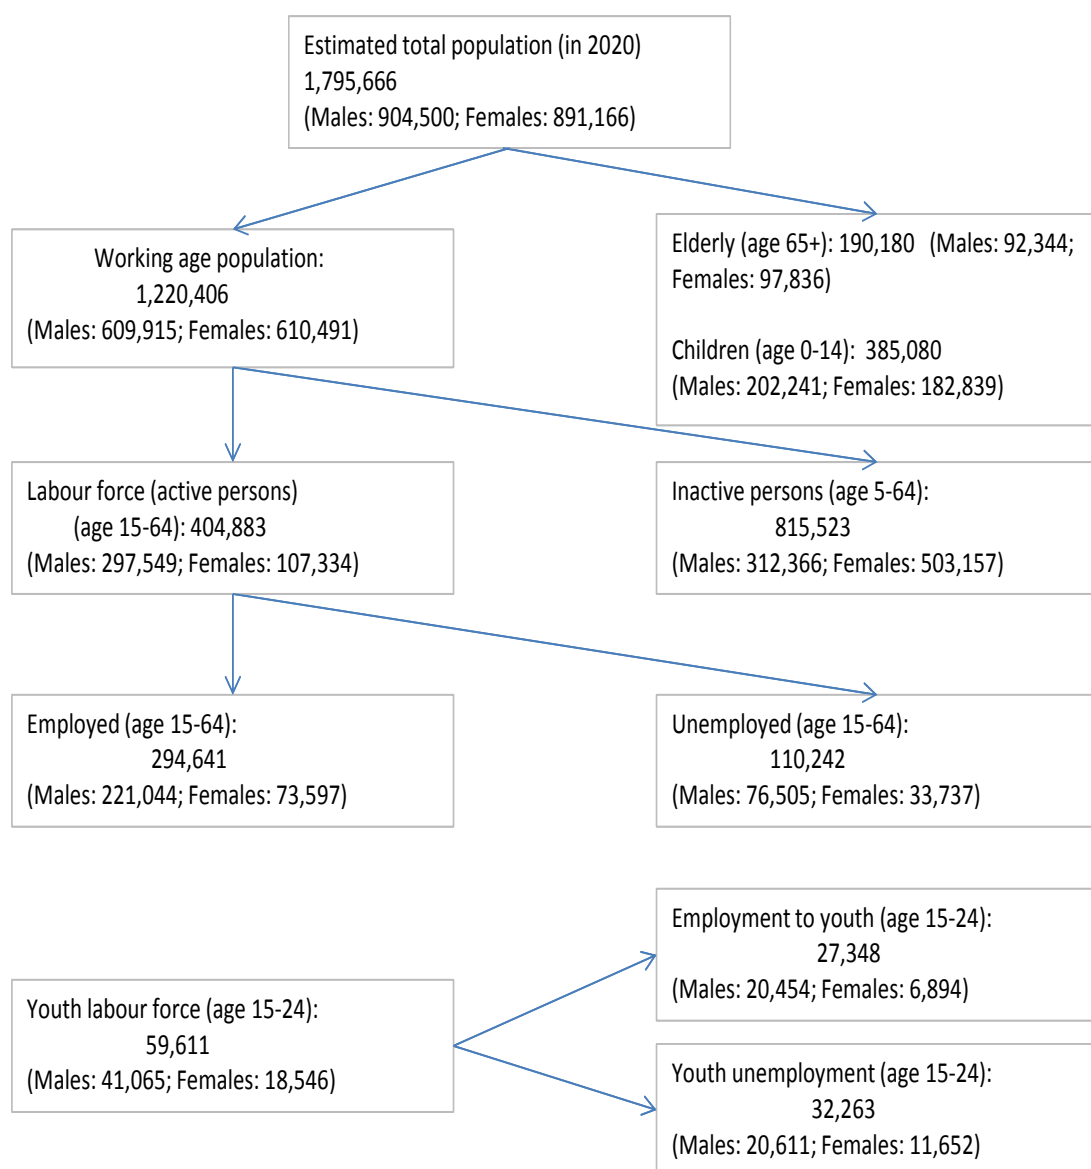 Estimated total population (in 2020)
1,795,666
(Males: 904,500; Females: 891,166)
Working age population:
1,220,406
(Males: 609,915; Females: 610,491)
Elderly (age 65+): 190,180 (Males: 92,344;
Females: 97,836)
Children (age 0-14): 385,080
(Males: 202,241; Females: 182,839)
Labour force (active persons)
(age 15-64): 404,883
(Males: 297,549; Females: 107,334)
Inactive persons (age 5-64):
815,523
(Males: 312,366; Females: 503,157)
Employed (age 15-64):
294,641
(Males: 221,044; Females: 73,597)
Unemployed (age 15-64):
110,242
(Males: 76,505; Females: 33,737)
Employment to youth (age 15-24):
27,348
(Males: 20,454; Females: 6,894)
Youth labour force (age 15-24):
59,611
(Males: 41,065; Females: 18,546)
Youth unemployment (age 15-24):
32,263
(Males: 20,611; Females: 11,652)